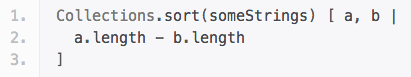 1. Collections.sort(someStrings) [ a, b |
2.   a.length - b.length
3. ]